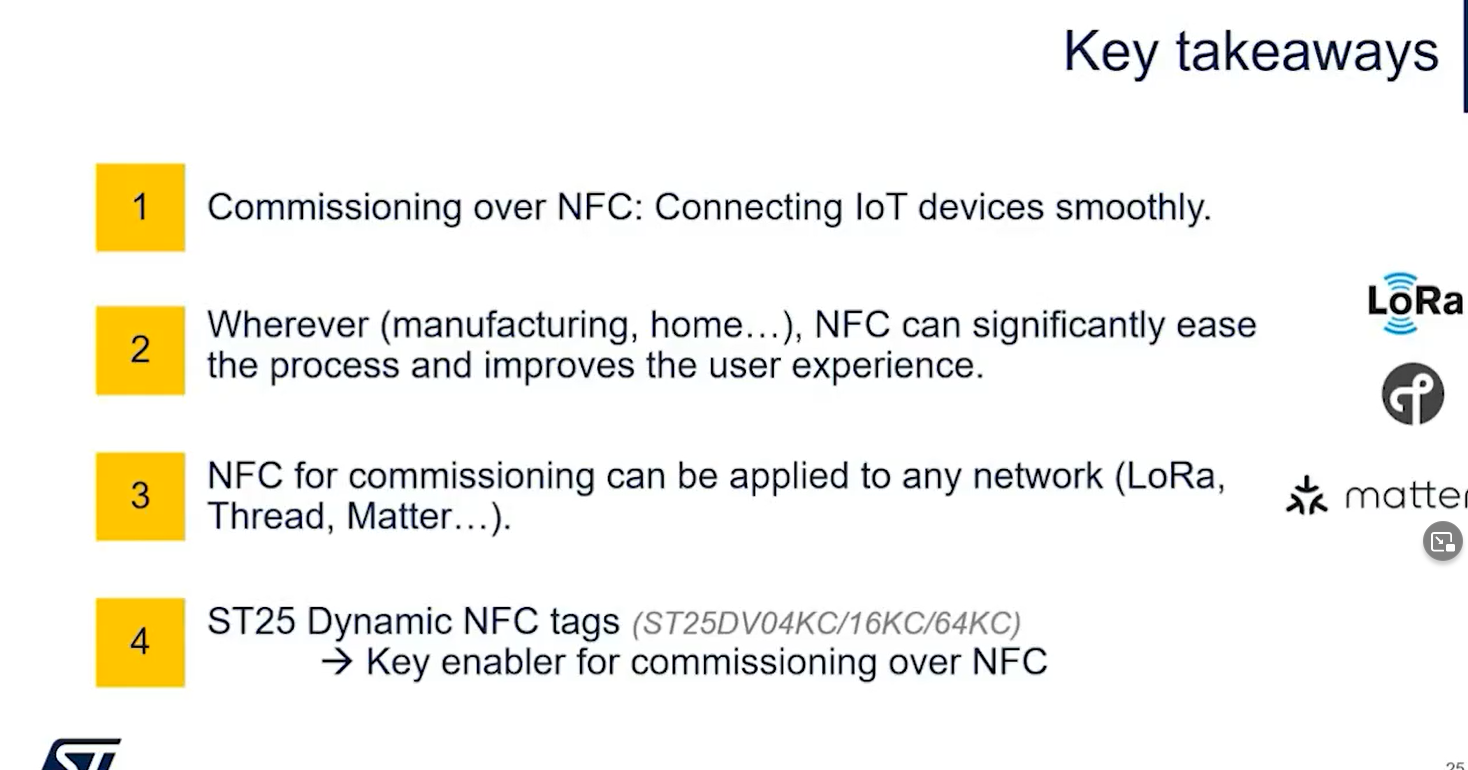 Key takeaways
1
Commissioning over NFC: Connecting IoT devices smoothly.
2
Wherever (manufacturing, home…), NFC can significantly ease
the process and improves the user experience.
LoRa
3
NFC for commissioning can be applied to any network (LoRa,
Thread, Matter…).
matter
4
ST25 Dynamic NFC tags (ST25DV04KC/16KC/64KC)
→ Key enabler for commissioning over NFC
ST
25